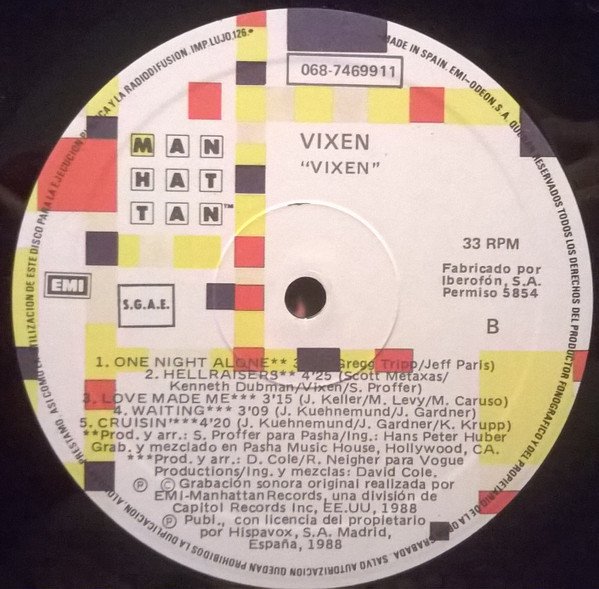 068-7469911
MAN
HAT
TAN™
VIXEN
"VIXEN"
33 RPM
Fabricado por
Iberofón, S.A.
Permiso 5854
EMI
S.G.A.E.
B
1. ONE NIGHT ALONE** (Gregg Tripp/Jeff Paris)
2. HELLRAISERS** 4'25 (Scott Metaxas/
Kenneth Dubman/Vixen/S. Proffer)
3. LOVE MADE ME*** 3'15 (J. Keller/M. Levy/M. Caruso)
4. WAITING*** 3'09 (J. Kuehnemund/J. Gardner)
5. CRUISIN'***4'20 (J. Kuehnemund/J. Gardner/K. Krupp)
**Prod. y arr.: S. Proffer para Pasha/Ing.: Hans Peter Huber
Grab. y mezclado en Pasha Music House, Hollywood, CA.
***Prod. y arr.: D. Cole/R. Neigher para Vogue
Productions/Ing. y mezclas: David Cole.
Ⓟ © Grabación sonora original realizada por
EMI-Manhattan Records, una división de
Capitol Records Inc, EE.UU, 1988
Ⓟ Publ., con licencia del propietario
por Hispavox, S.A. Madrid,
España, 1988
MADE IN SPAIN. EMI-ODEON, S.A. RESERVADOS TODOS LOS DERECHOS DEL PRODUCTOR FONOGRAFICO Y DEL PROPIETARIO DE LA GRABADA. SALVO AUTORIZACION QUEDAN PROHIBIDOS LA DUPLICACION, PRESTAMO, ASI COMO LA UTILIZACION DE ESTE DISCO PARA LA EJECUCION Y LA RADIODIFUSION. IMP. LUJO, 126.